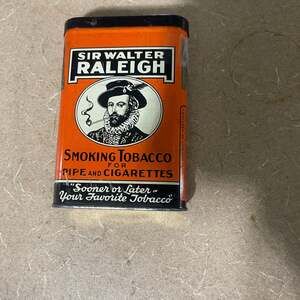 SIR WALTER
RALEIGH
SMOKING TOBACCO
FOR
PIPE AND CIGARETTES
"Sooner or Later -
Your Favorite Tobacco"